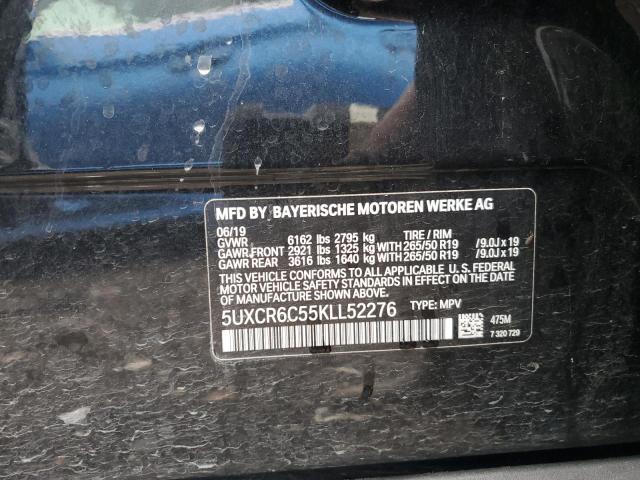 MFD BY BAYERISCHE MOTOREN WERKE AG
06/19 TIRE / RIM
GVWR 6162 lbs 2795 kg
GAWR FRONT 2921 lbs 1325 kg WITH 265/50 R19 /9.0J x 19
GAWR REAR 3616 lbs 1640 kg WITH 265/50 R19 /9.0J x 19
THIS VEHICLE CONFORMS TO ALL APPLICABLE U. S. FEDERAL
MOTOR VEHICLE SAFETY STANDARDS IN EFFECT ON THE DATE
OF MANUFACTURE SHOWN ABOVE.
5UXCR6C55KLL52276 TYPE: MPV
475M
7 320 729